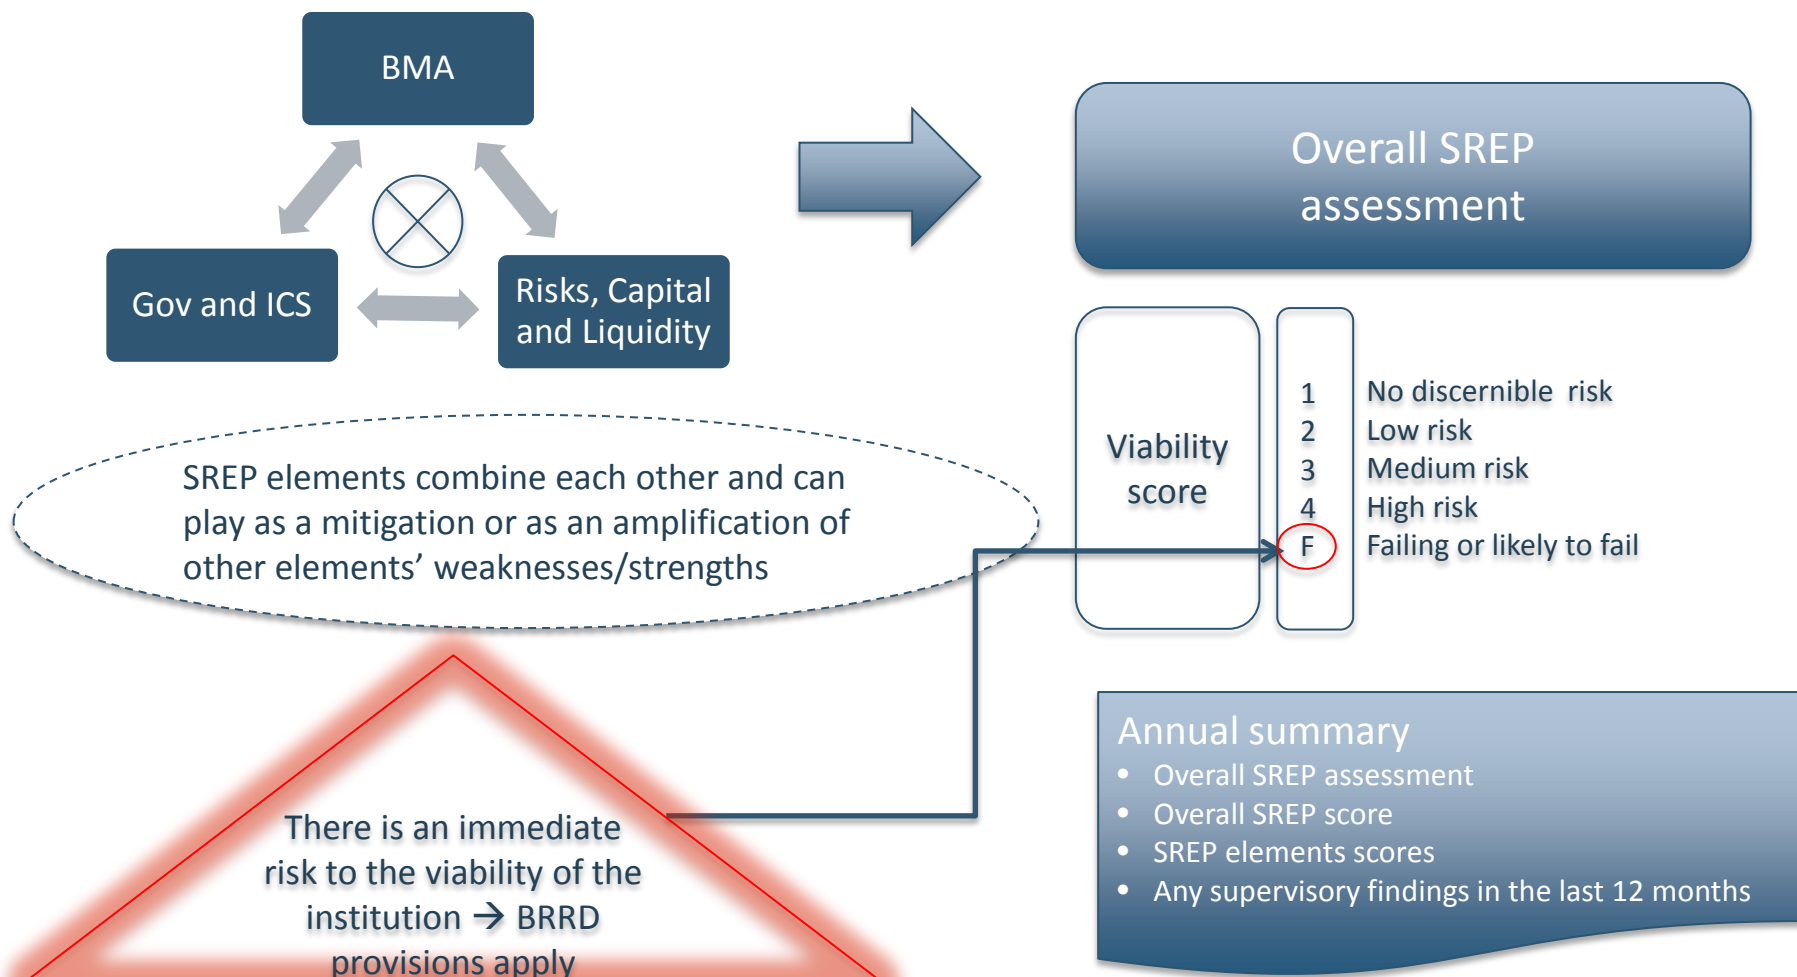 BMA
Gov and ICS
Risks, Capital
and Liquidity
Overall SREP
assessment
SREP elements combine each other and can
play as a mitigation or as an amplification of
other elements’ weaknesses/strengths
Viability
score
1 No discernible risk
2 Low risk
3 Medium risk
4 High risk
F Failing or likely to fail
There is an immediate
risk to the viability of the
institution → BRRD
provisions apply
Annual summary
• Overall SREP assessment
• Overall SREP score
• SREP elements scores
• Any supervisory findings in the last 12 months